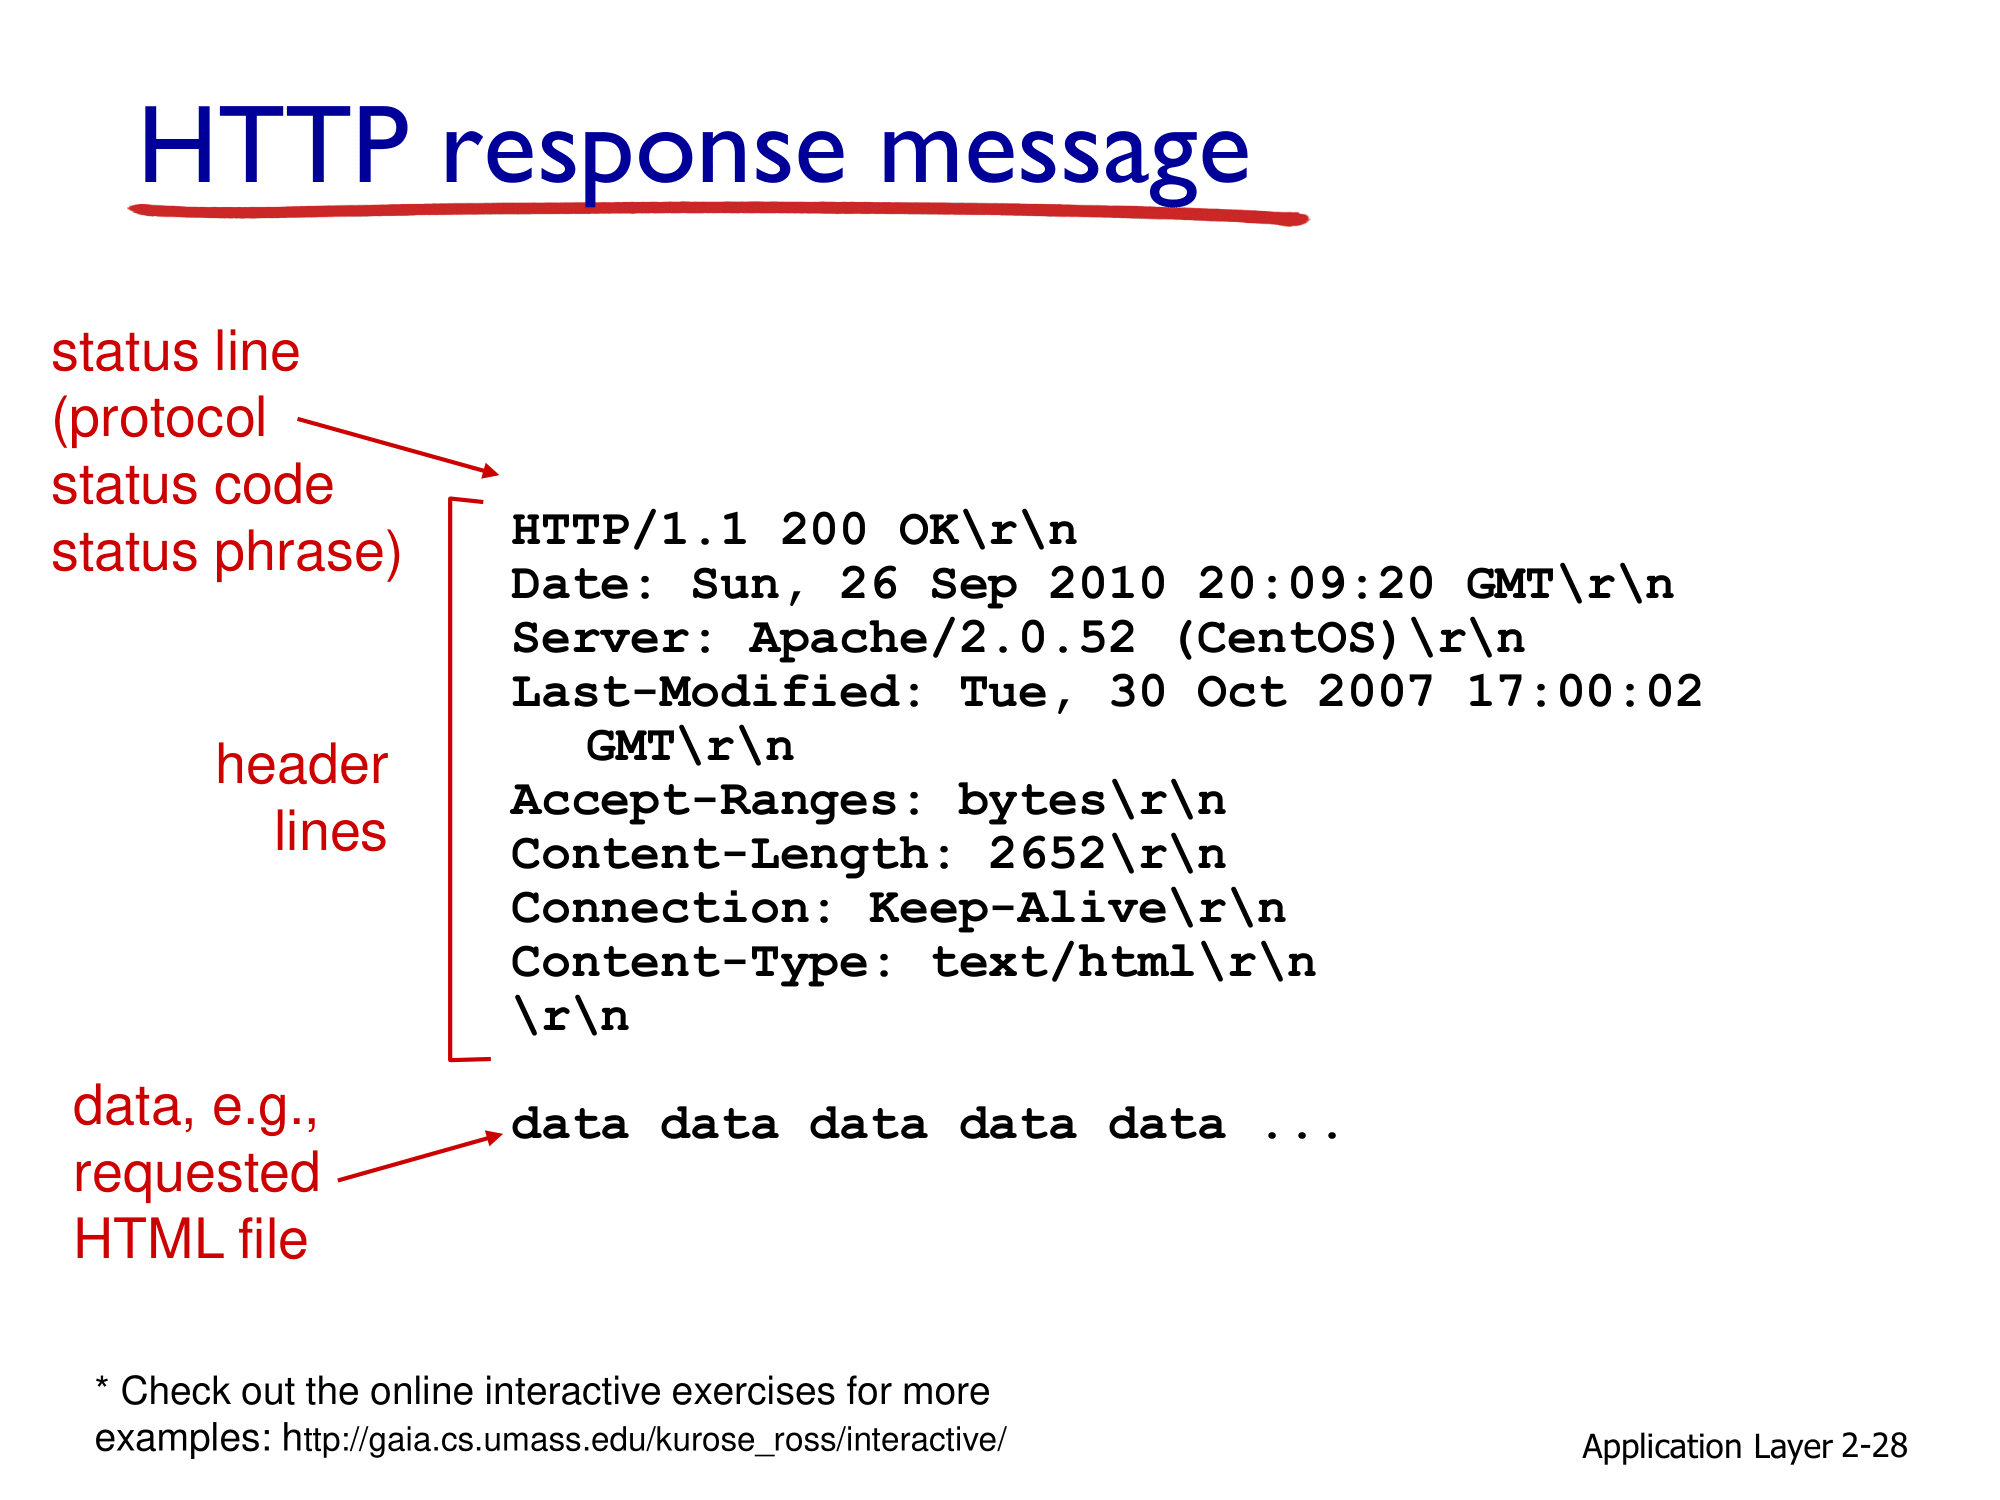 HTTP response message
status line
(protocol
status code
status phrase)
header
lines
data, e.g.,
requested
HTML file
HTTP/1.1 200 OK\r\n
Date: Sun, 26 Sep 2010 20:09:20 GMT\r\n
Server: Apache/2.0.52 (CentOS)\r\n
Last-Modified: Tue, 30 Oct 2007 17:00:02
GMT\r\n
Accept-Ranges: bytes\r\n
Content-Length: 2652\r\n
Connection: Keep-Alive\r\n
Content-Type: text/html\r\n
\r\n
data data data data data ...
* Check out the online interactive exercises for more
examples: http://gaia.cs.umass.edu/kurose_ross/interactive/
Application Layer 2-28